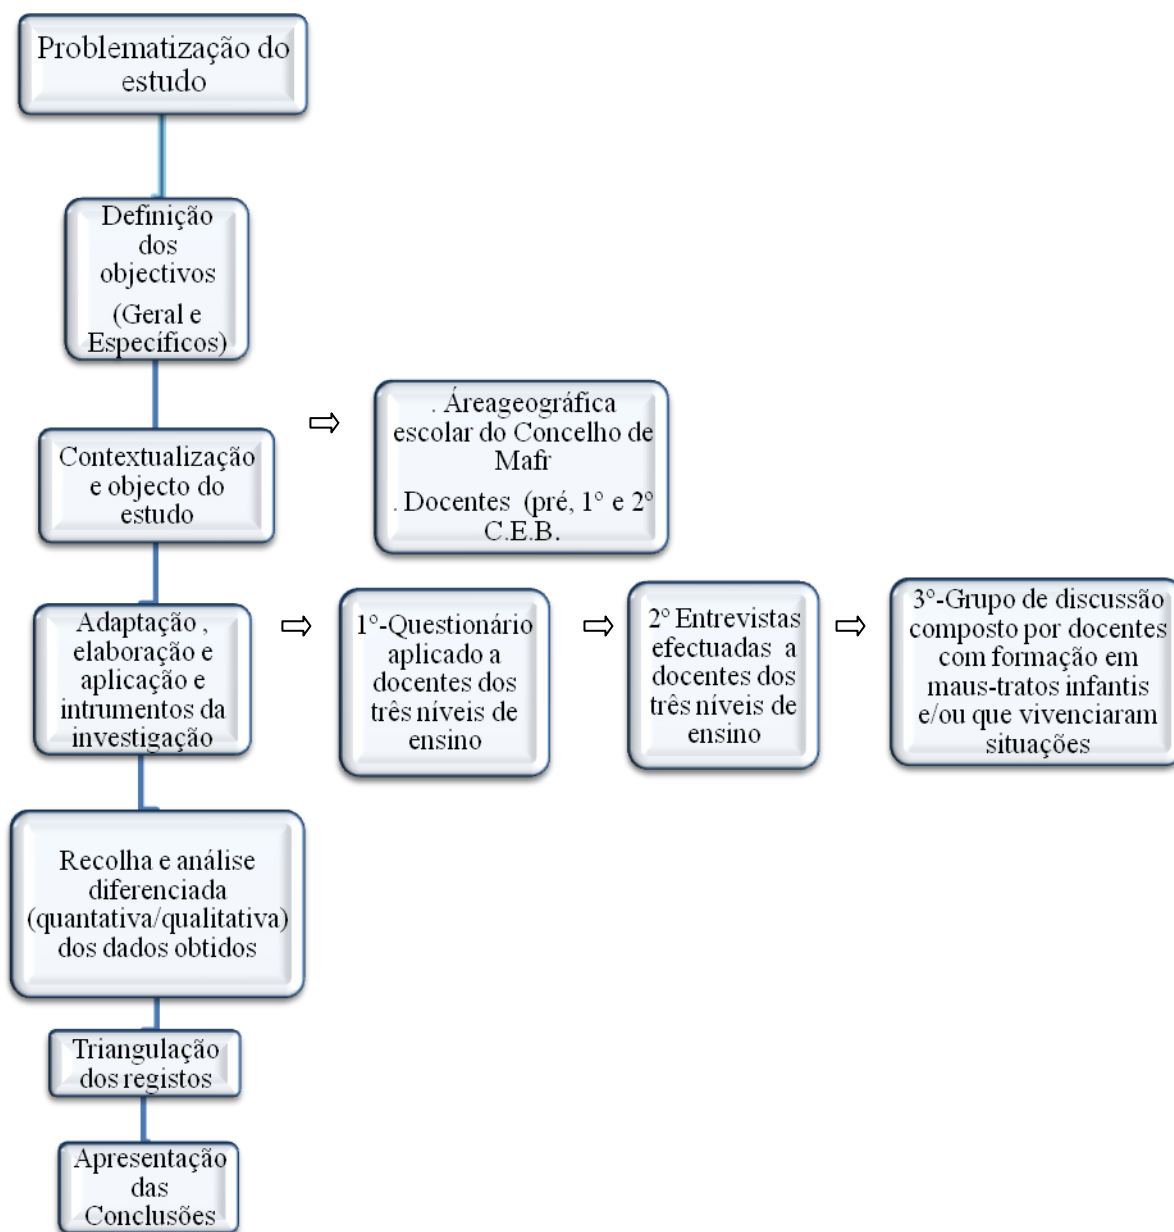 Problematização do
estudo
Definição
dos
objectivos
(Geral e
Específicos)
Contextualização
e objecto do
estudo
. Áreageográfica
escolar do Concelho de
Mafr
. Docentes (pré, 1º e 2º
C.E.B.
Adaptação ,
elaboração e
aplicação e
intrumentos da
investigação
1º-Questionário
aplicado a
docentes dos
três níveis de
ensino
2º Entrevistas
efectuadas a
docentes dos
três níveis de
ensino
3º-Grupo de discussão
composto por docentes
com formação em
maus-tratos infantis
e/ou que vivenciaram
situações
Recolha e análise
diferenciada
(quantativa/qualitativa)
dos dados obtidos
Triangulação
dos registos
Apresentação
das
Conclusões